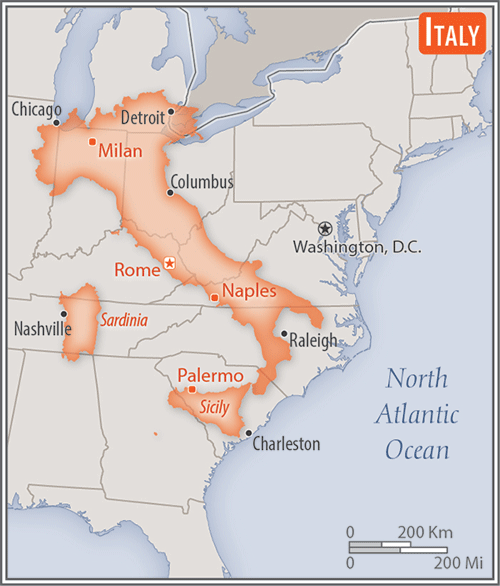 ITALY
Chicago
Detroit
Milan
Columbus
Washington, D.C.
Rome
Naples
Nashville
Sardinia
Raleigh
Palermo
Sicily
Charleston
North
Atlantic
Ocean
0 200 Km
0 200 Mi